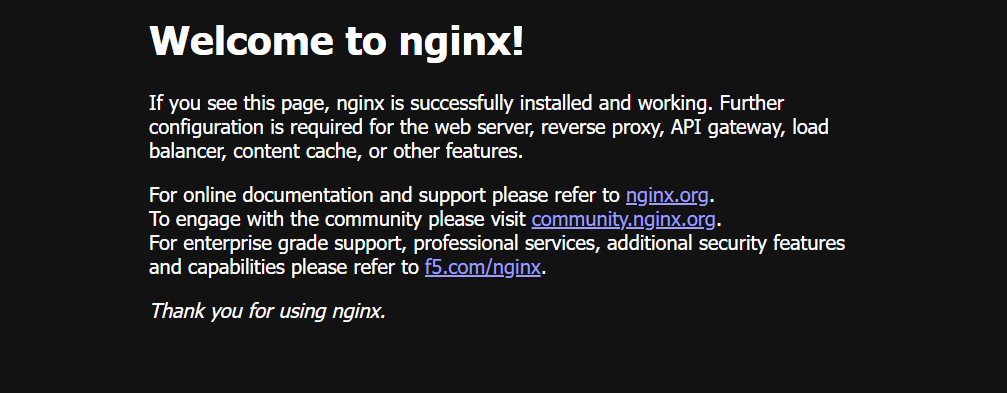 Welcome to nginx!
If you see this page, nginx is successfully installed and working. Further
configuration is required for the web server, reverse proxy, API gateway, load
balancer, content cache, or other features.
For online documentation and support please refer to nginx.org.
To engage with the community please visit community.nginx.org.
For enterprise grade support, professional services, additional security features
and capabilities please refer to f5.com/nginx.
Thank you for using nginx.